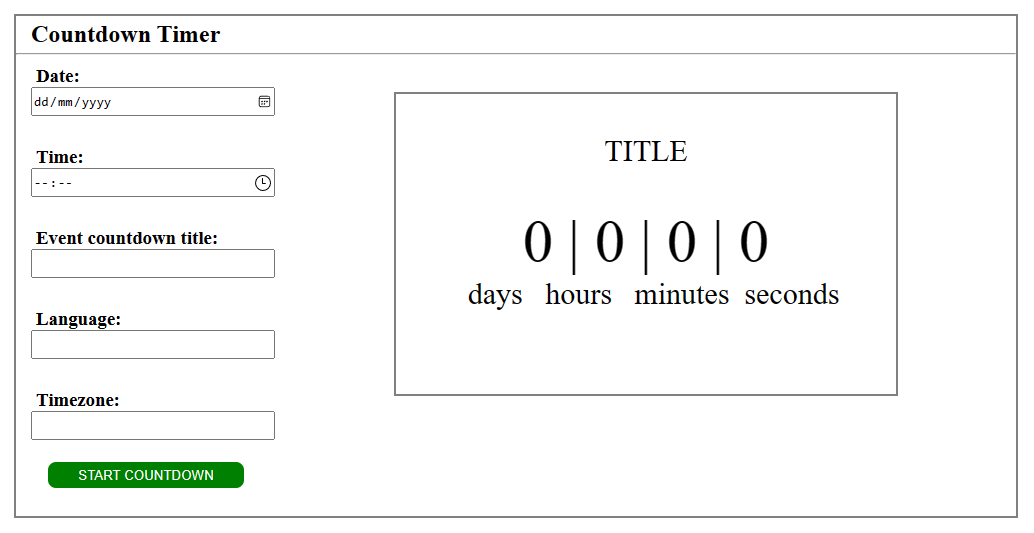 Countdown Timer
Date:
dd/mm/yyyy
Time:
--:--
Event countdown title:
Language:
Timezone:
START COUNTDOWN
TITLE
0 | 0 | 0 | 0
days hours minutes seconds